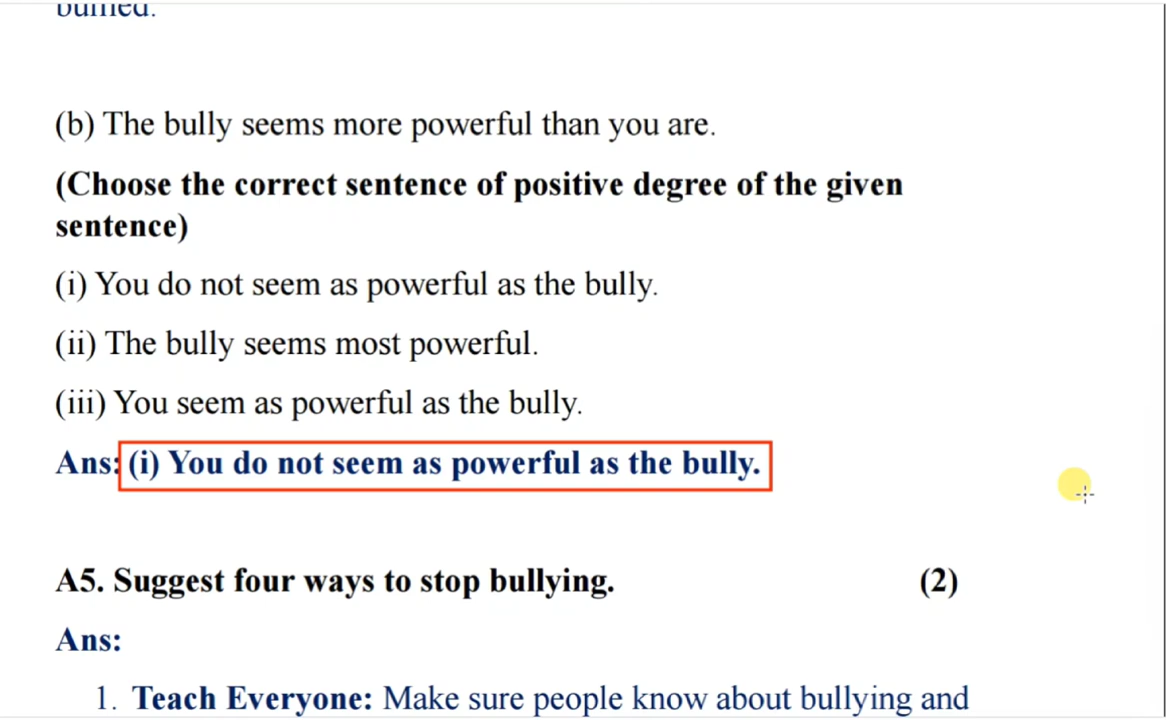 (b) The bully seems more powerful than you are.
(Choose the correct sentence of positive degree of the given
sentence)
(i) You do not seem as powerful as the bully.
(ii) The bully seems most powerful.
(iii) You seem as powerful as the bully.
Ans: (i) You do not seem as powerful as the bully.
A5. Suggest four ways to stop bullying. (2)
Ans:
1. Teach Everyone: Make sure people know about bullying and